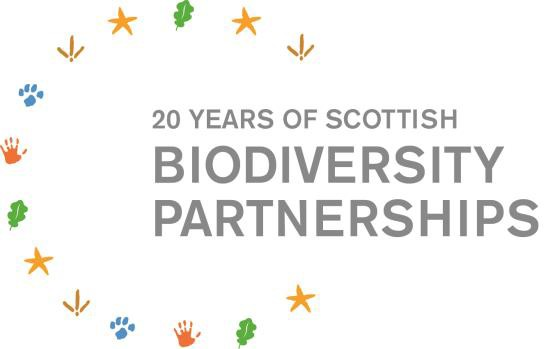 20 YEARS OF SCOTTISH
BIODIVERSITY
PARTNERSHIPS